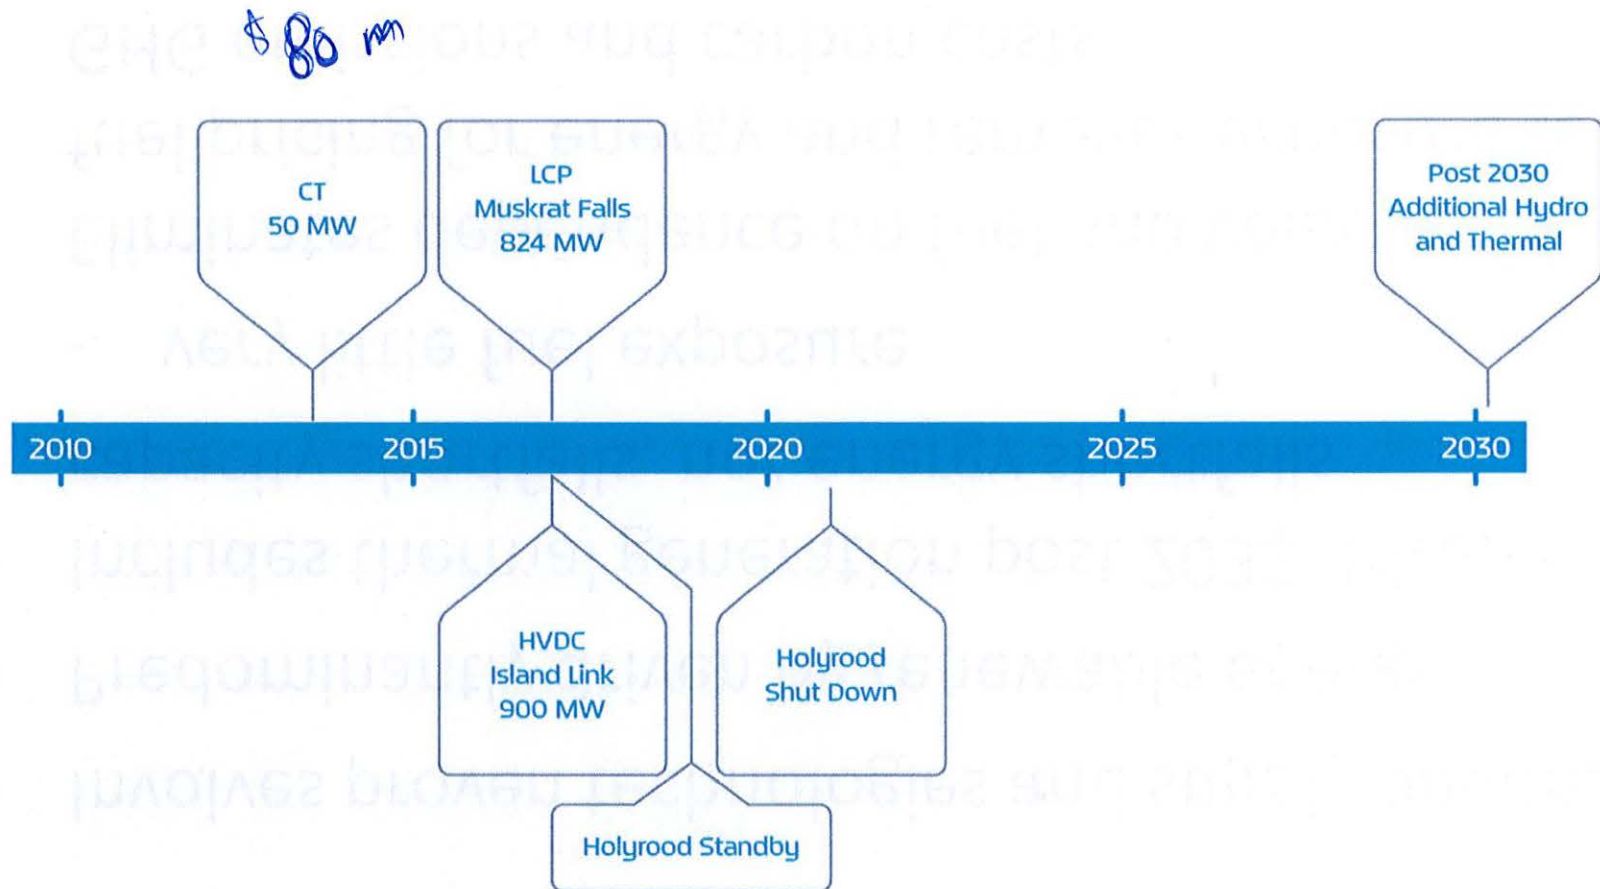 $ 80 m
CT
50 MW
LCP
Muskrat Falls
824 MW
Post 2030
Additional Hydro
and Thermal
2010 2015 2020 2025 2030
HVDC
Island Link
900 MW
Holyrood
Shut Down
Holyrood Standby